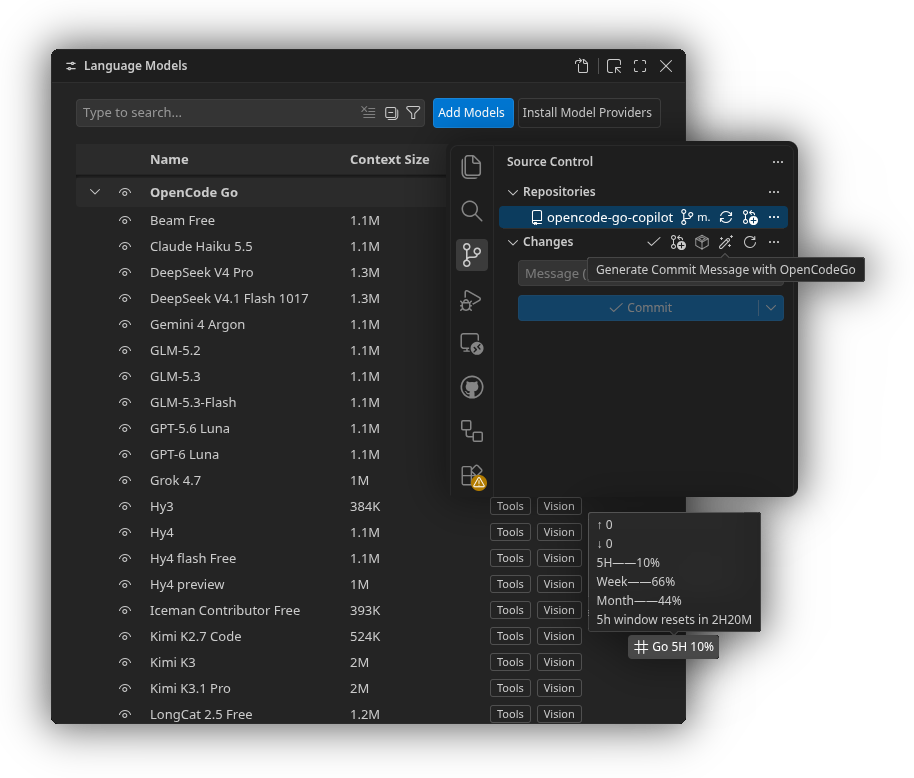 Language Models
Type to search...
Add Models
Install Model Providers
Name Context Size
OpenCode Go
Beam Free 1.1M
Claude Haiku 5.5 1.1M
DeepSeek V4 Pro 1.3M
DeepSeek V4.1 Flash 1017 1.3M
Gemini 4 Argon 1.1M
GLM-5.2 1.1M
GLM-5.3 1.1M
GLM-5.3-Flash 1.1M
GPT-5.6 Luna 1.1M
GPT-6 Luna 1.1M
Grok 4.7 1M
Hy3 384K Tools Vision
Hy4 1.1M Tools Vision
Hy4 flash Free 1.1M Tools Vision
Hy4 preview 1M Tools Vision
Iceman Contributor Free 393K Tools Vision
Kimi K2.7 Code 524K Tools Vision
Kimi K3 2M Tools Vision
Kimi K3.1 Pro 2M Tools Vision
LongCat 2.5 Free 1.2M Tools Vision
Source Control
Repositories
opencode-go-copilot m.
Changes
Message (
Generate Commit Message with OpenCodeGo
Commit
↑ 0
↓ 0
5H——10%
Week——66%
Month——44%
5h window resets in 2H20M
Go 5H 10%